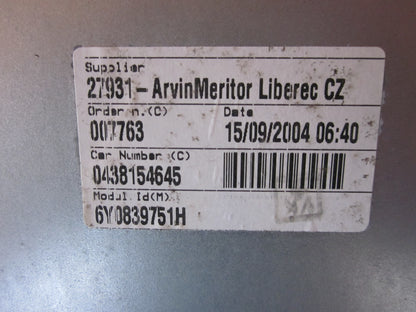 Supplier
27931-ArvinMeritor Liberec CZ
Order n.(C) Date
007763 15/09/2004 06:40
Car Number (C)
0438154645
Modul Id(M)
6Y0839751H